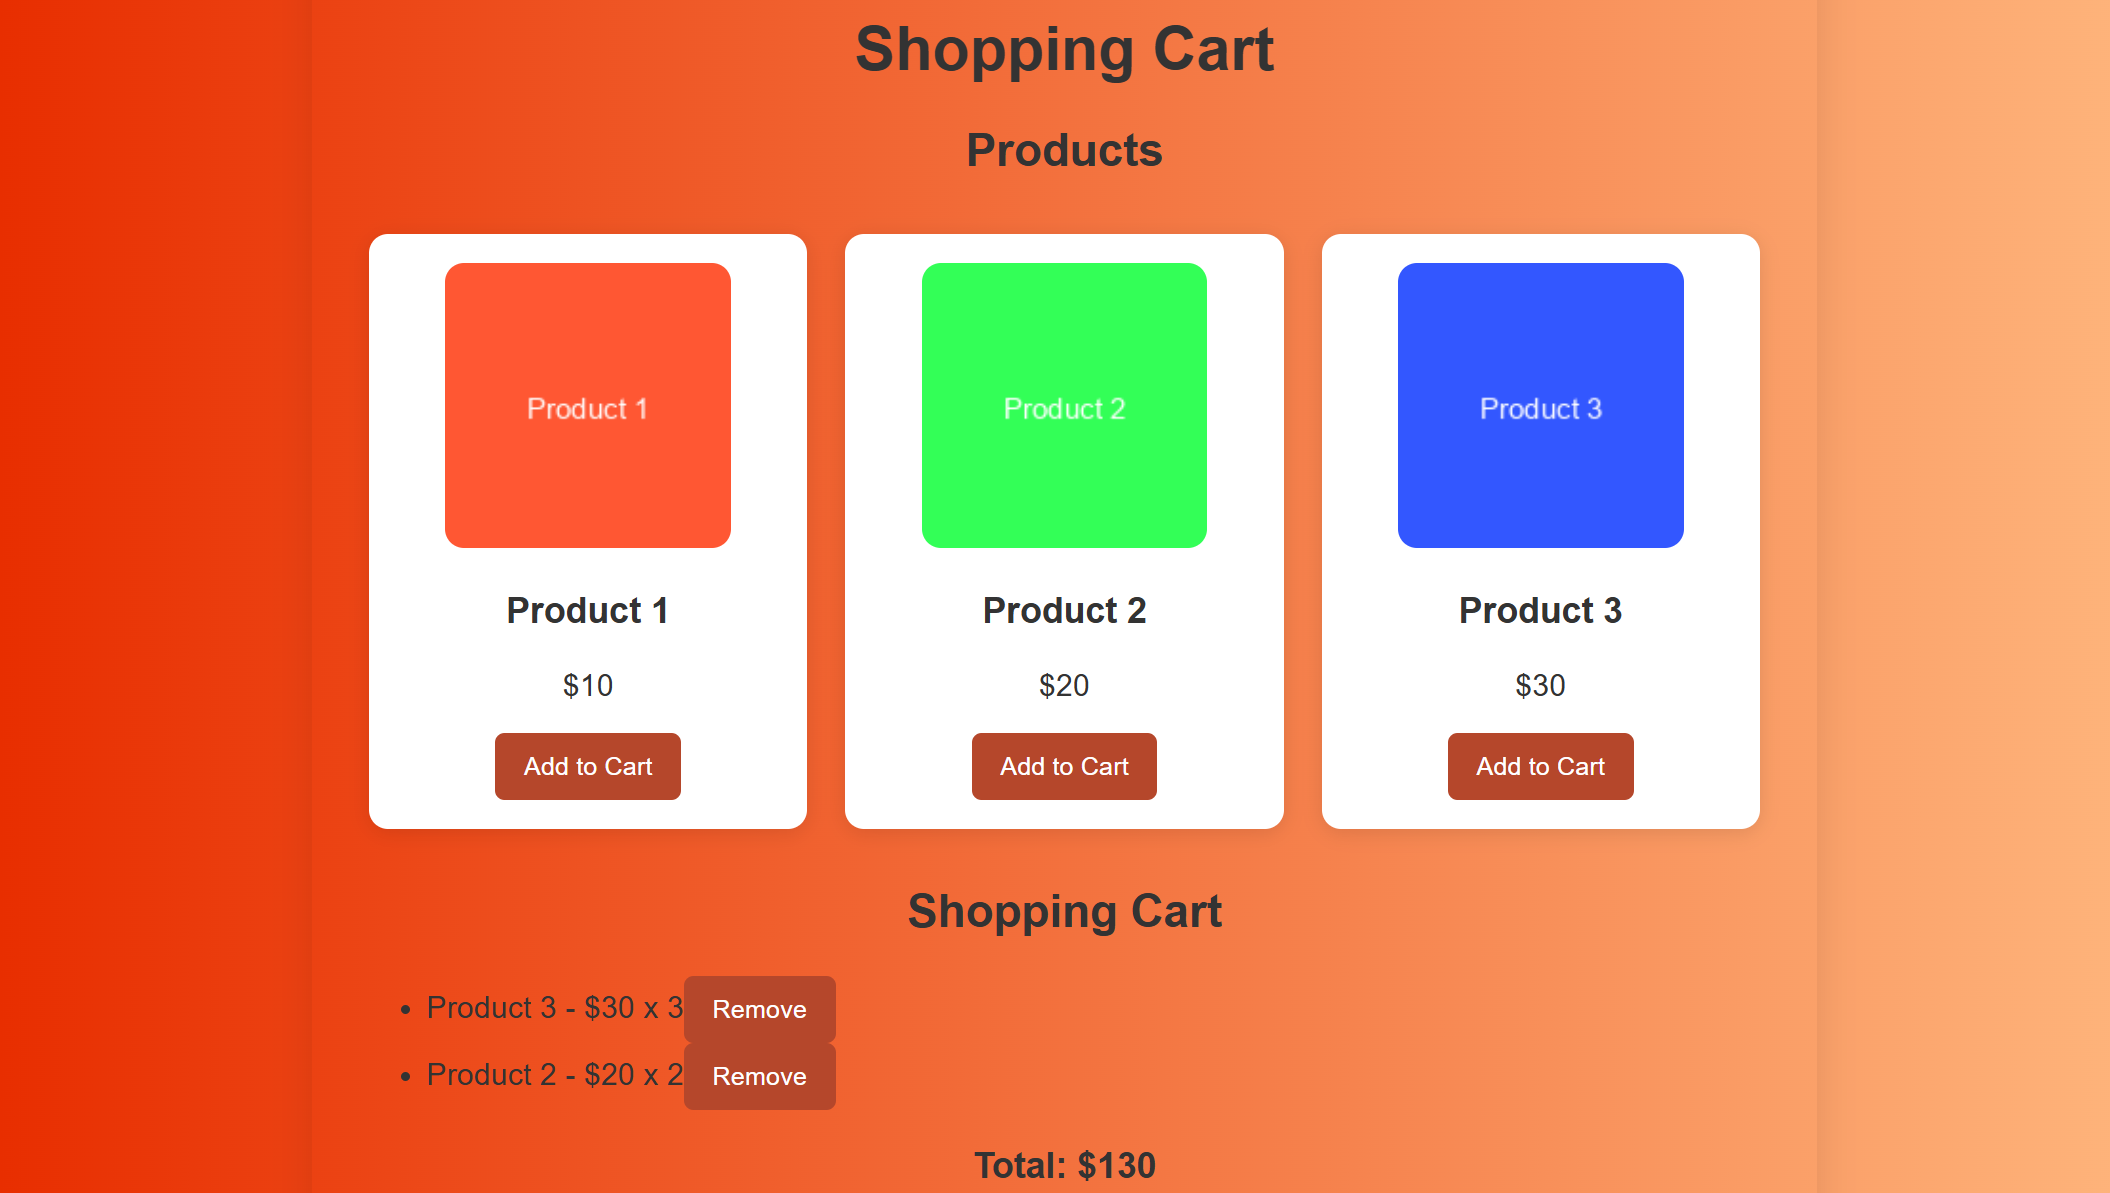 Shopping Cart
Products
Product 1 Product 2 Product 3
Product 1 Product 2 Product 3
$10 $20 $30
Add to Cart Add to Cart Add to Cart
Shopping Cart
• Product 3 - $30 x 3 Remove
• Product 2 - $20 x 2 Remove
Total: $130